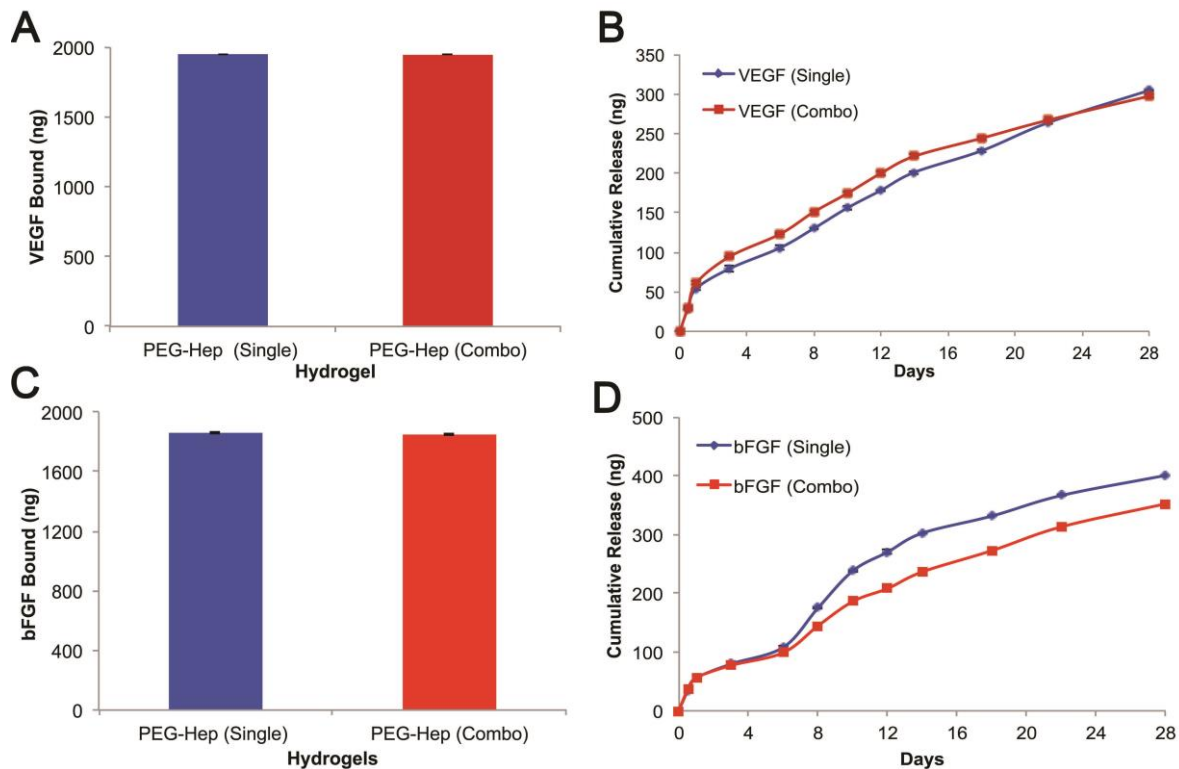 A
VEGF Bound (ng)
2000
1500
1000
500
0
PEG-Hep (Single)
PEG-Hep (Combo)
Hydrogel
B
Cumulative Release (ng)
350
300
250
200
150
100
50
0
VEGF (Single)
VEGF (Combo)
0 4 8 12 16 20 24 28
Days
C
bFGF Bound (ng)
2000
1600
1200
800
400
0
PEG-Hep (Single)
PEG-Hep (Combo)
Hydrogels
D
Cumulative Release (ng)
500
400
300
200
100
0
bFGF (Single)
bFGF (Combo)
0 4 8 12 16 20 24 28
Days